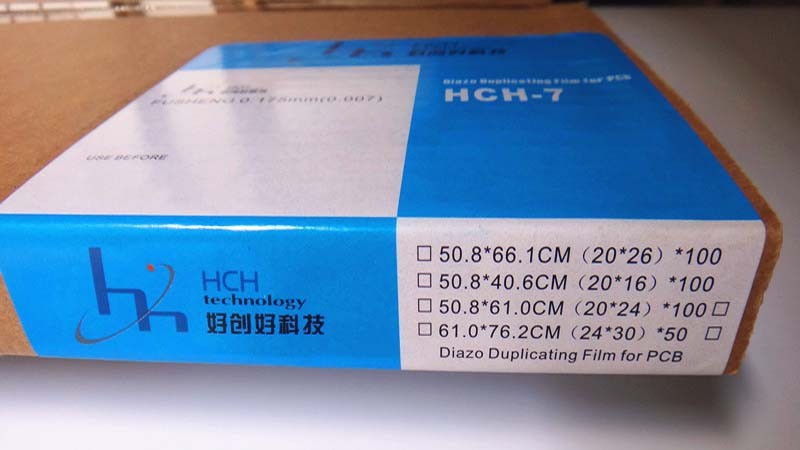 Diazo Duplicating Film for PCB
HCH-7
FUSHENG 0.175mm(0.007)
USE BEFORE
HCH
technology
好创好科技
50.8*66.1CM（20*26）*100
50.8*40.6CM（20*16）*100
50.8*61.0CM（20*24）*100
61.0*76.2CM（24*30）*50
Diazo Duplicating Film for PCB